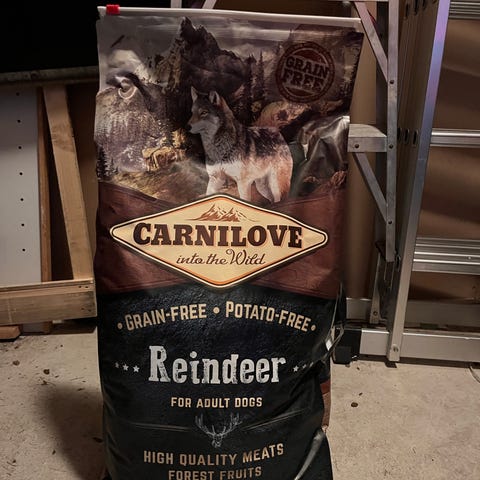 GRAIN
FREE
CARNILOVE
into the Wild
• GRAIN-FREE • POTATO-FREE •
Reindeer
FOR ADULT DOGS
HIGH QUALITY MEATS
FOREST FRUITS